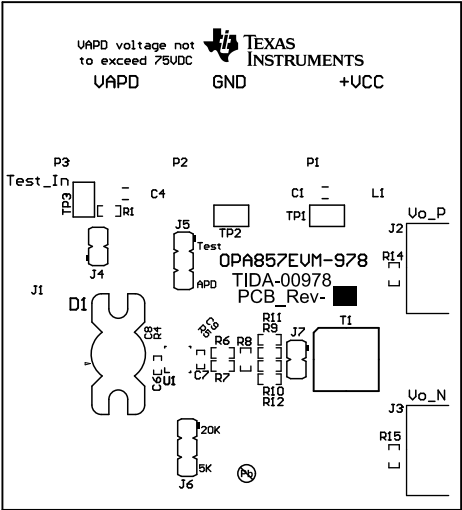 VAPD voltage not
to exceed 75VDC
TEXAS
INSTRUMENTS
VAPD
GND
+VCC
P3
P2
P1
Test_In
TP3
R1
C4
J5
Test
APD
TP2
C1
TP1
L1
Vo_P
J2
R14
J4
OPA857EVM-978
TIDA-00978
PCB_Rev-
J1
D1
C8
R4
C6
U1
C7
R6
R7
R8
R11
R9
R10
R12
J7
T1
Vo_N
J3
R15
20K
5K
J6
Pb